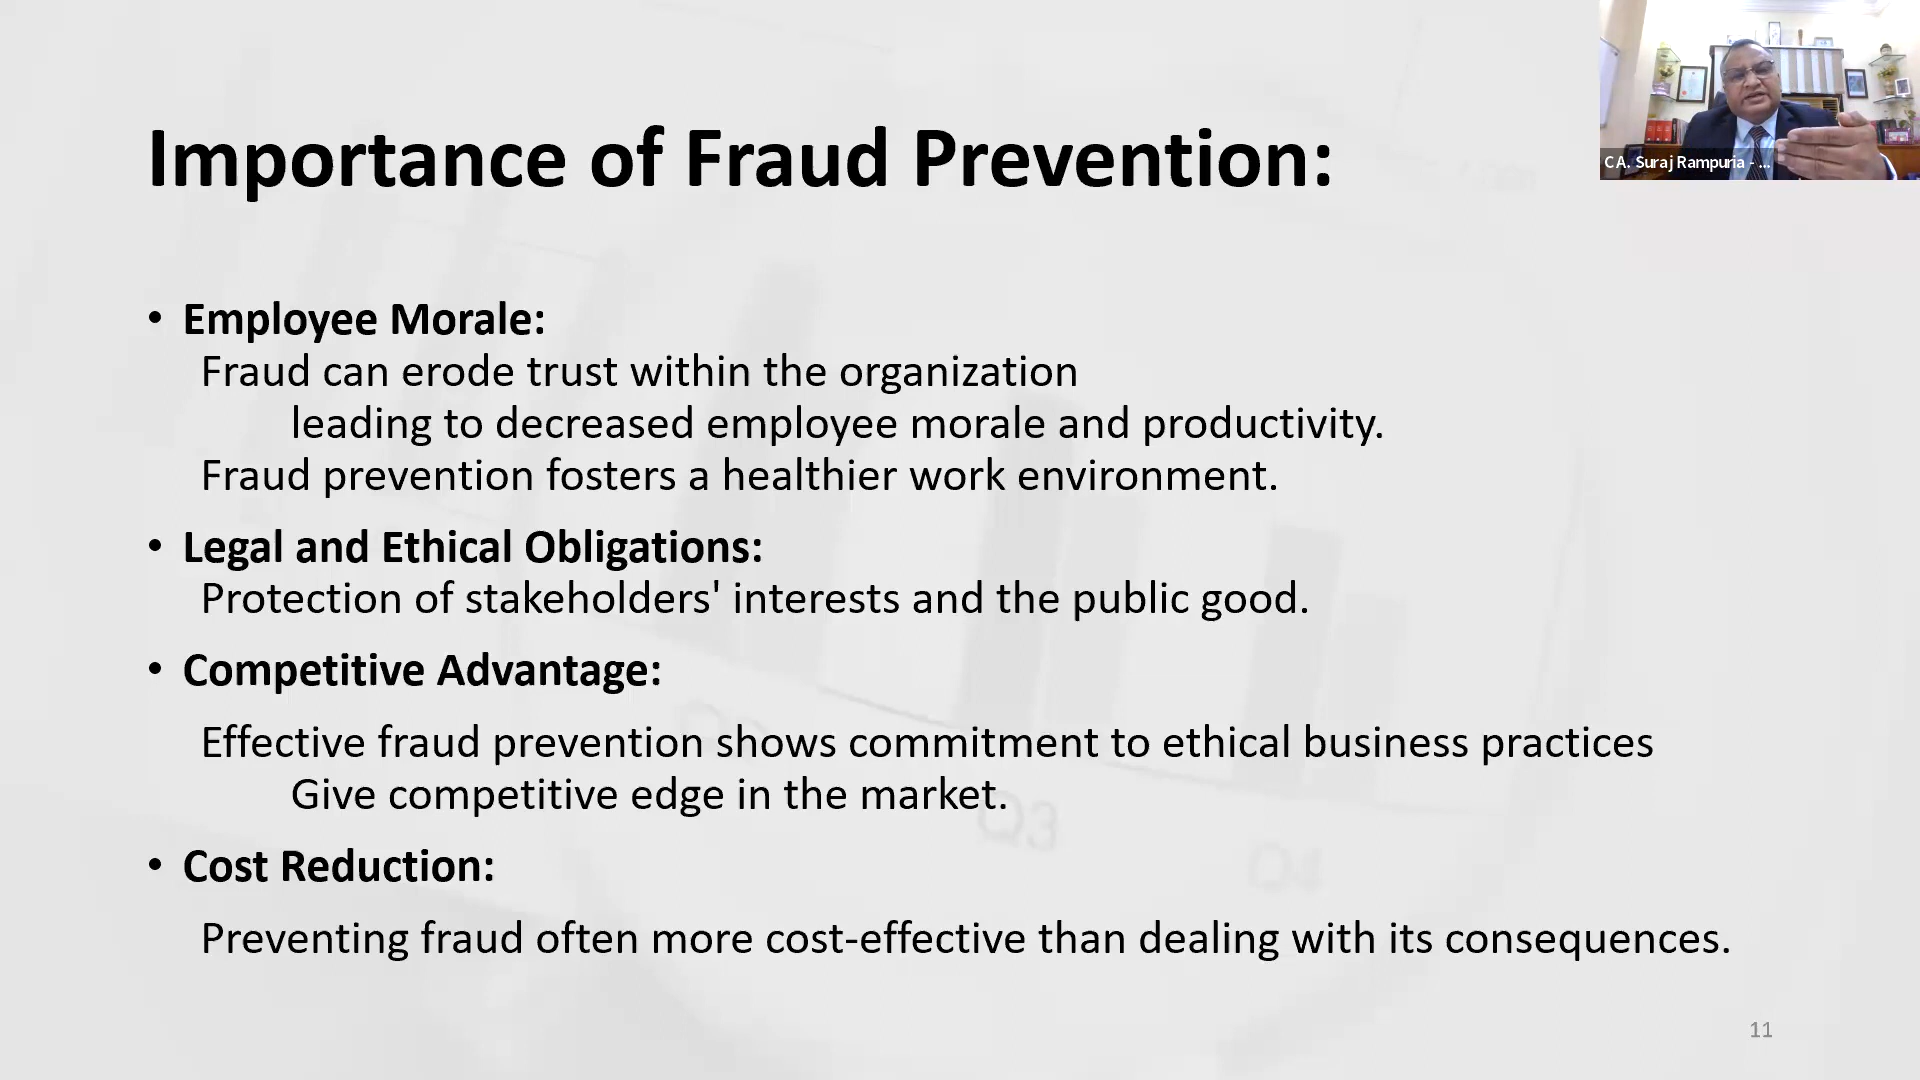 Importance of Fraud Prevention:
C A. Suraj Rampuria - ...
• Employee Morale:
Fraud can erode trust within the organization
leading to decreased employee morale and productivity.
Fraud prevention fosters a healthier work environment.
• Legal and Ethical Obligations:
Protection of stakeholders' interests and the public good.
• Competitive Advantage:
Effective fraud prevention shows commitment to ethical business practices
Give competitive edge in the market.
Q3
Q4
• Cost Reduction:
Preventing fraud often more cost-effective than dealing with its consequences.
11